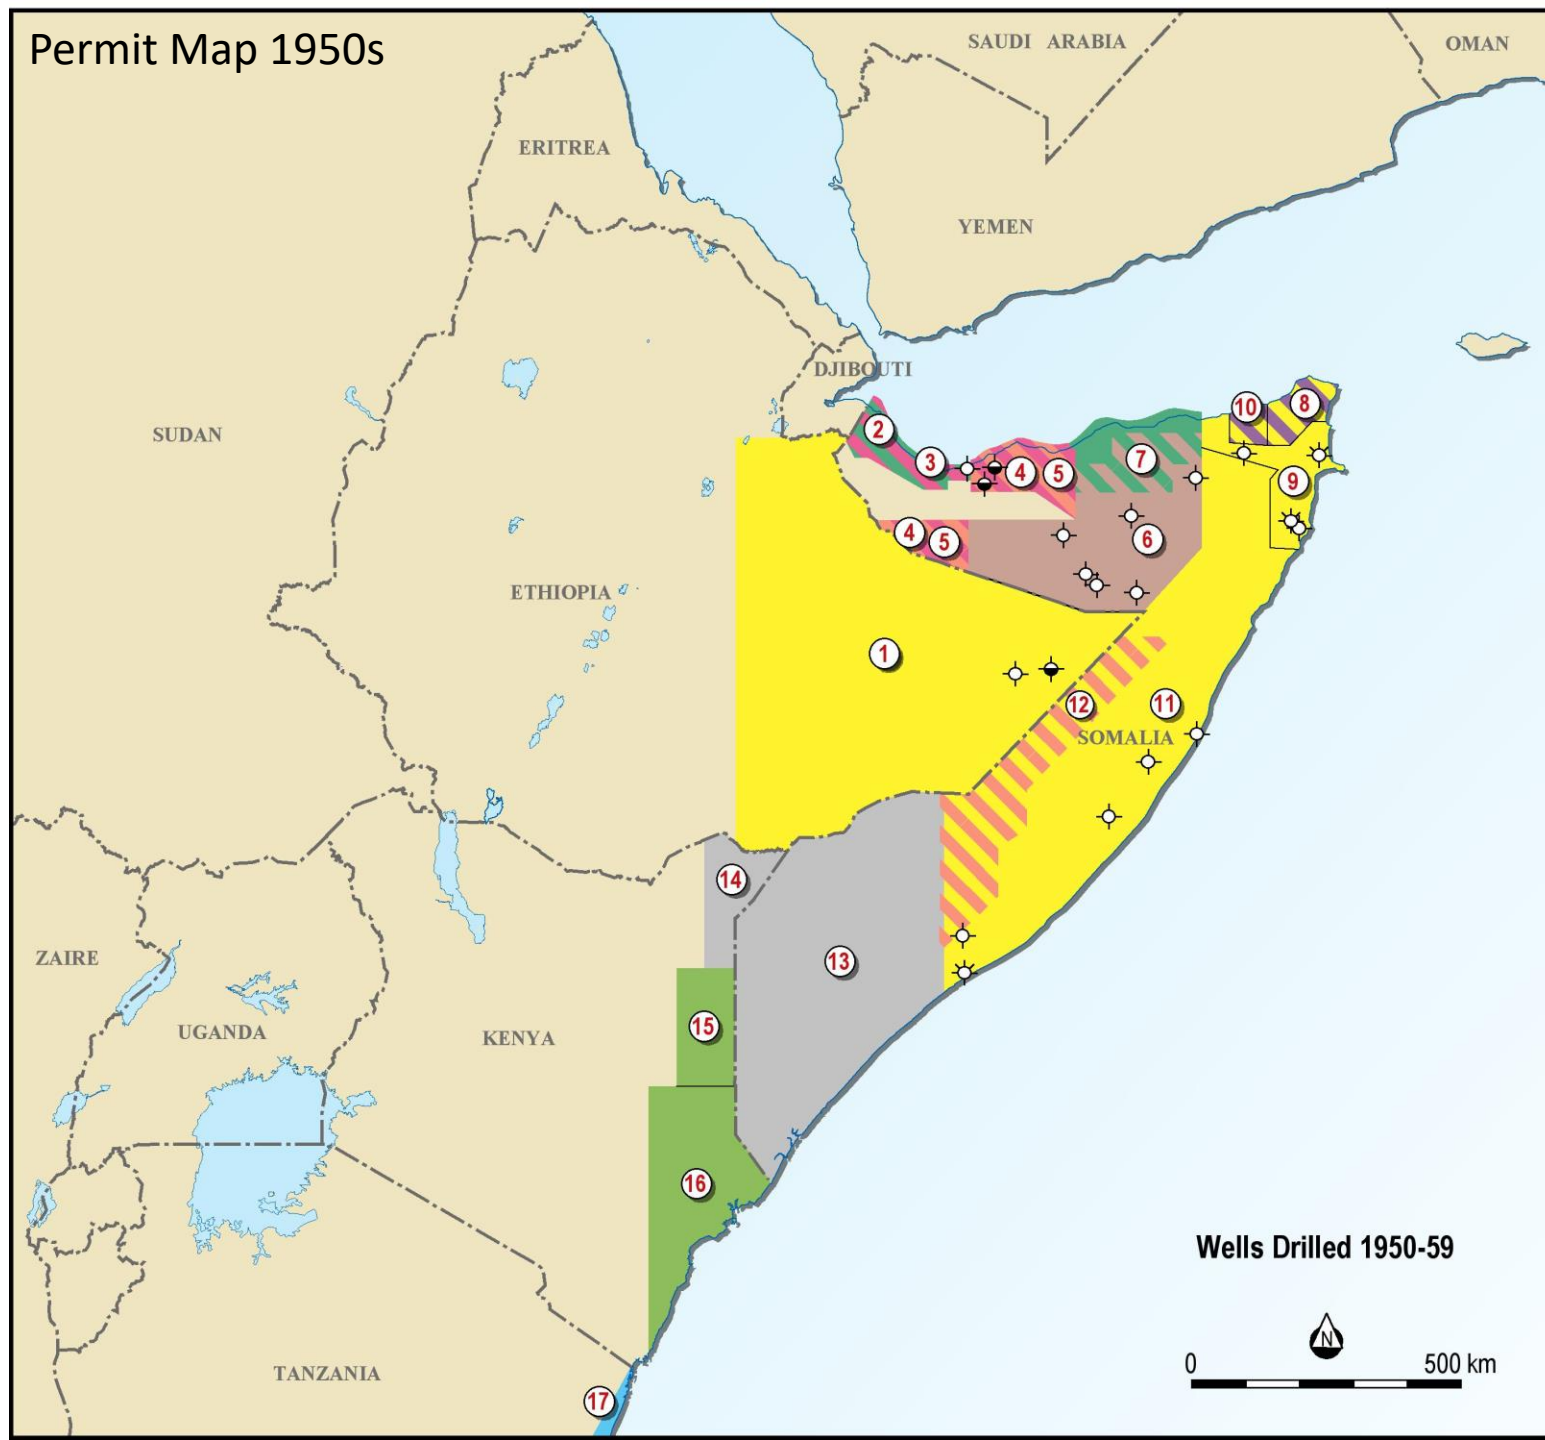 Permit Map 1950s
SAUDI ARABIA
OMAN
ERITREA
YEMEN
DJIBOUTI
SUDAN
10
8
2
3
4
5
7
9
4
5
6
ETHIOPIA
1
12
11
SOMALIA
14
ZAIRE
13
UGANDA
KENYA
15
16
Wells Drilled 1950-59
N
0
500 km
TANZANIA
17